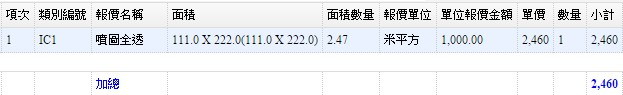 項次 類別編號 報價名稱 面積 面積數量 報價單位 單位報價金額 單價 數量 小計
1 IC1 噴圖全透 111.0 X 222.0(111.0 X 222.0) 2.47 米平方 1,000.00 2,460 1 2,460
加總 2,460